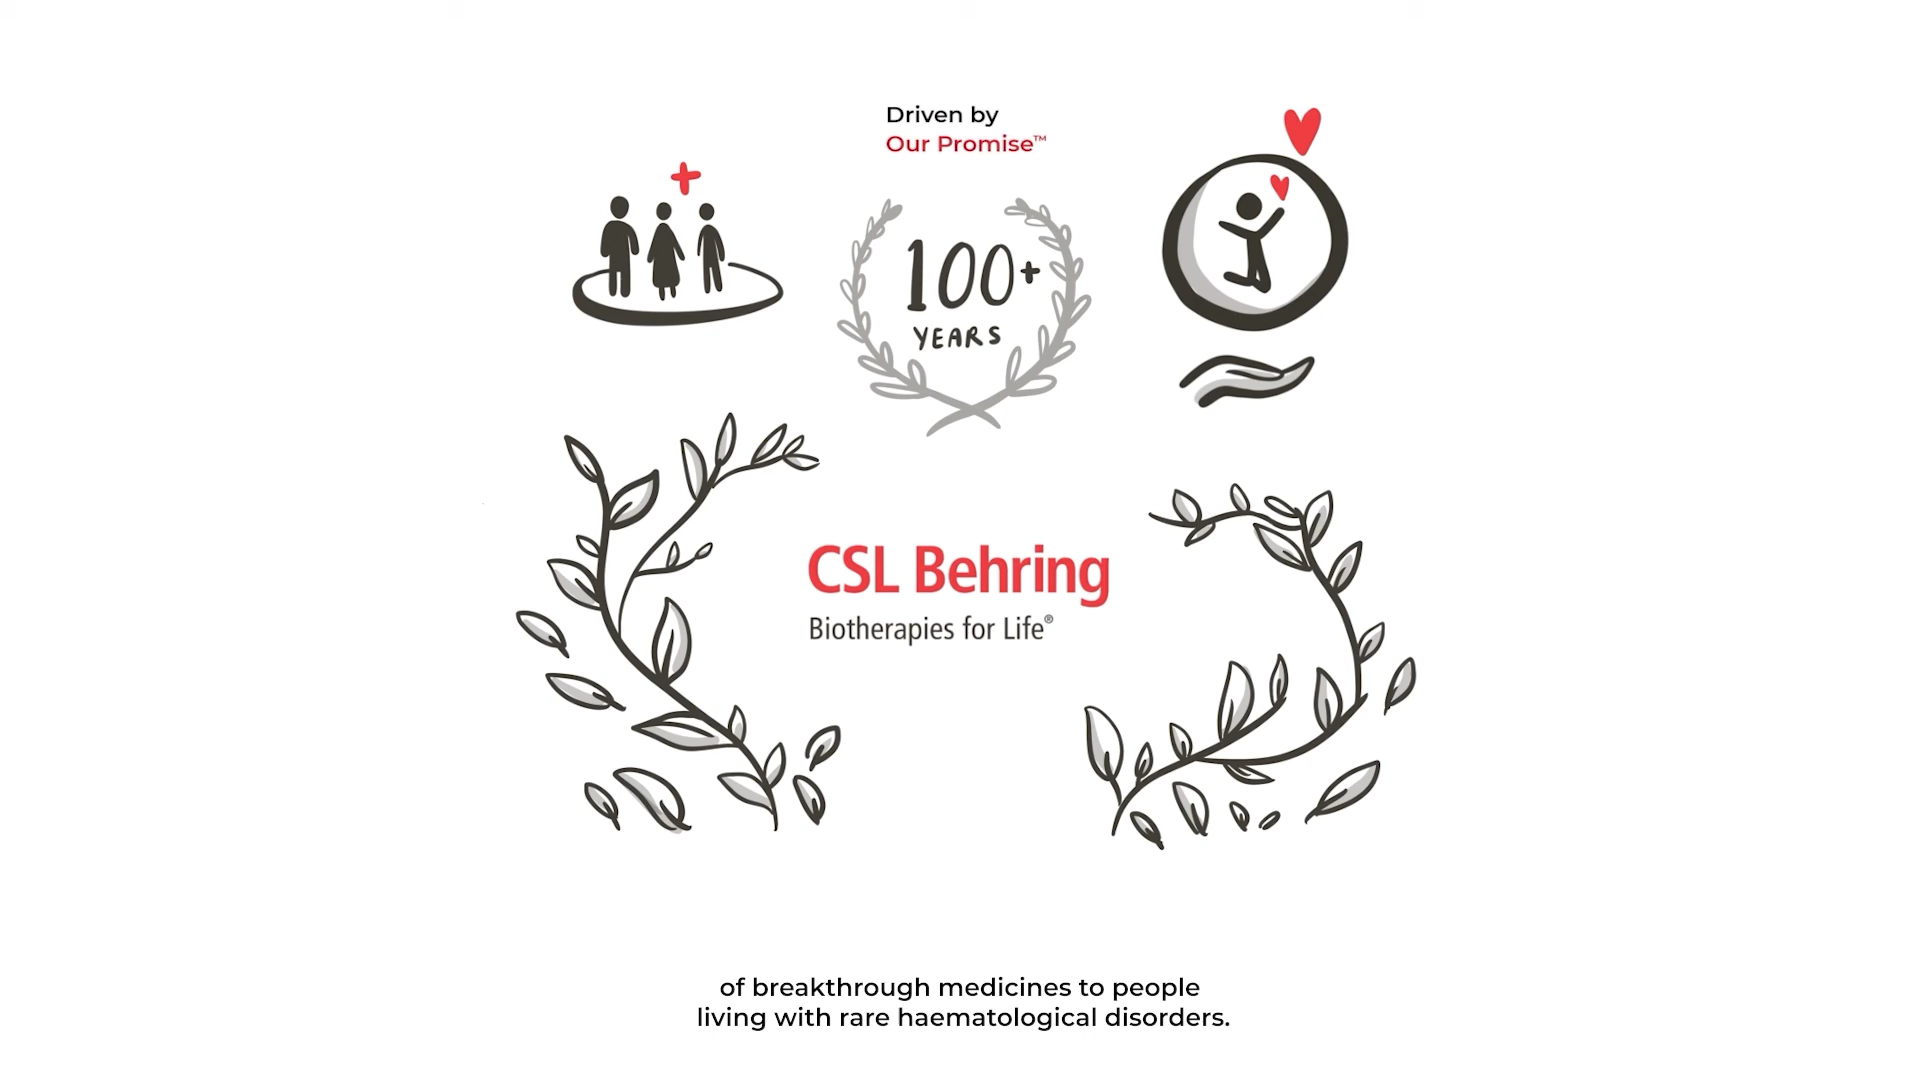 Driven by
Our Promise™
100+
YEARS
CSL Behring
Biotherapies for Life®
of breakthrough medicines to people
living with rare haematological disorders.